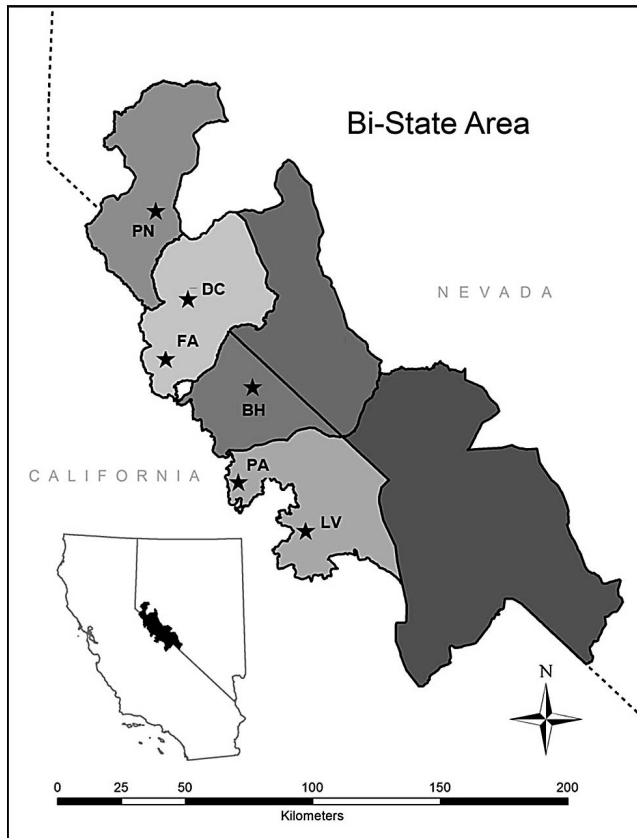 Bi-State Area
PN
DC
NEVADA
FA
BH
CALIFORNIA
PA
LV
N
0 25 50 100 150 200
Kilometers